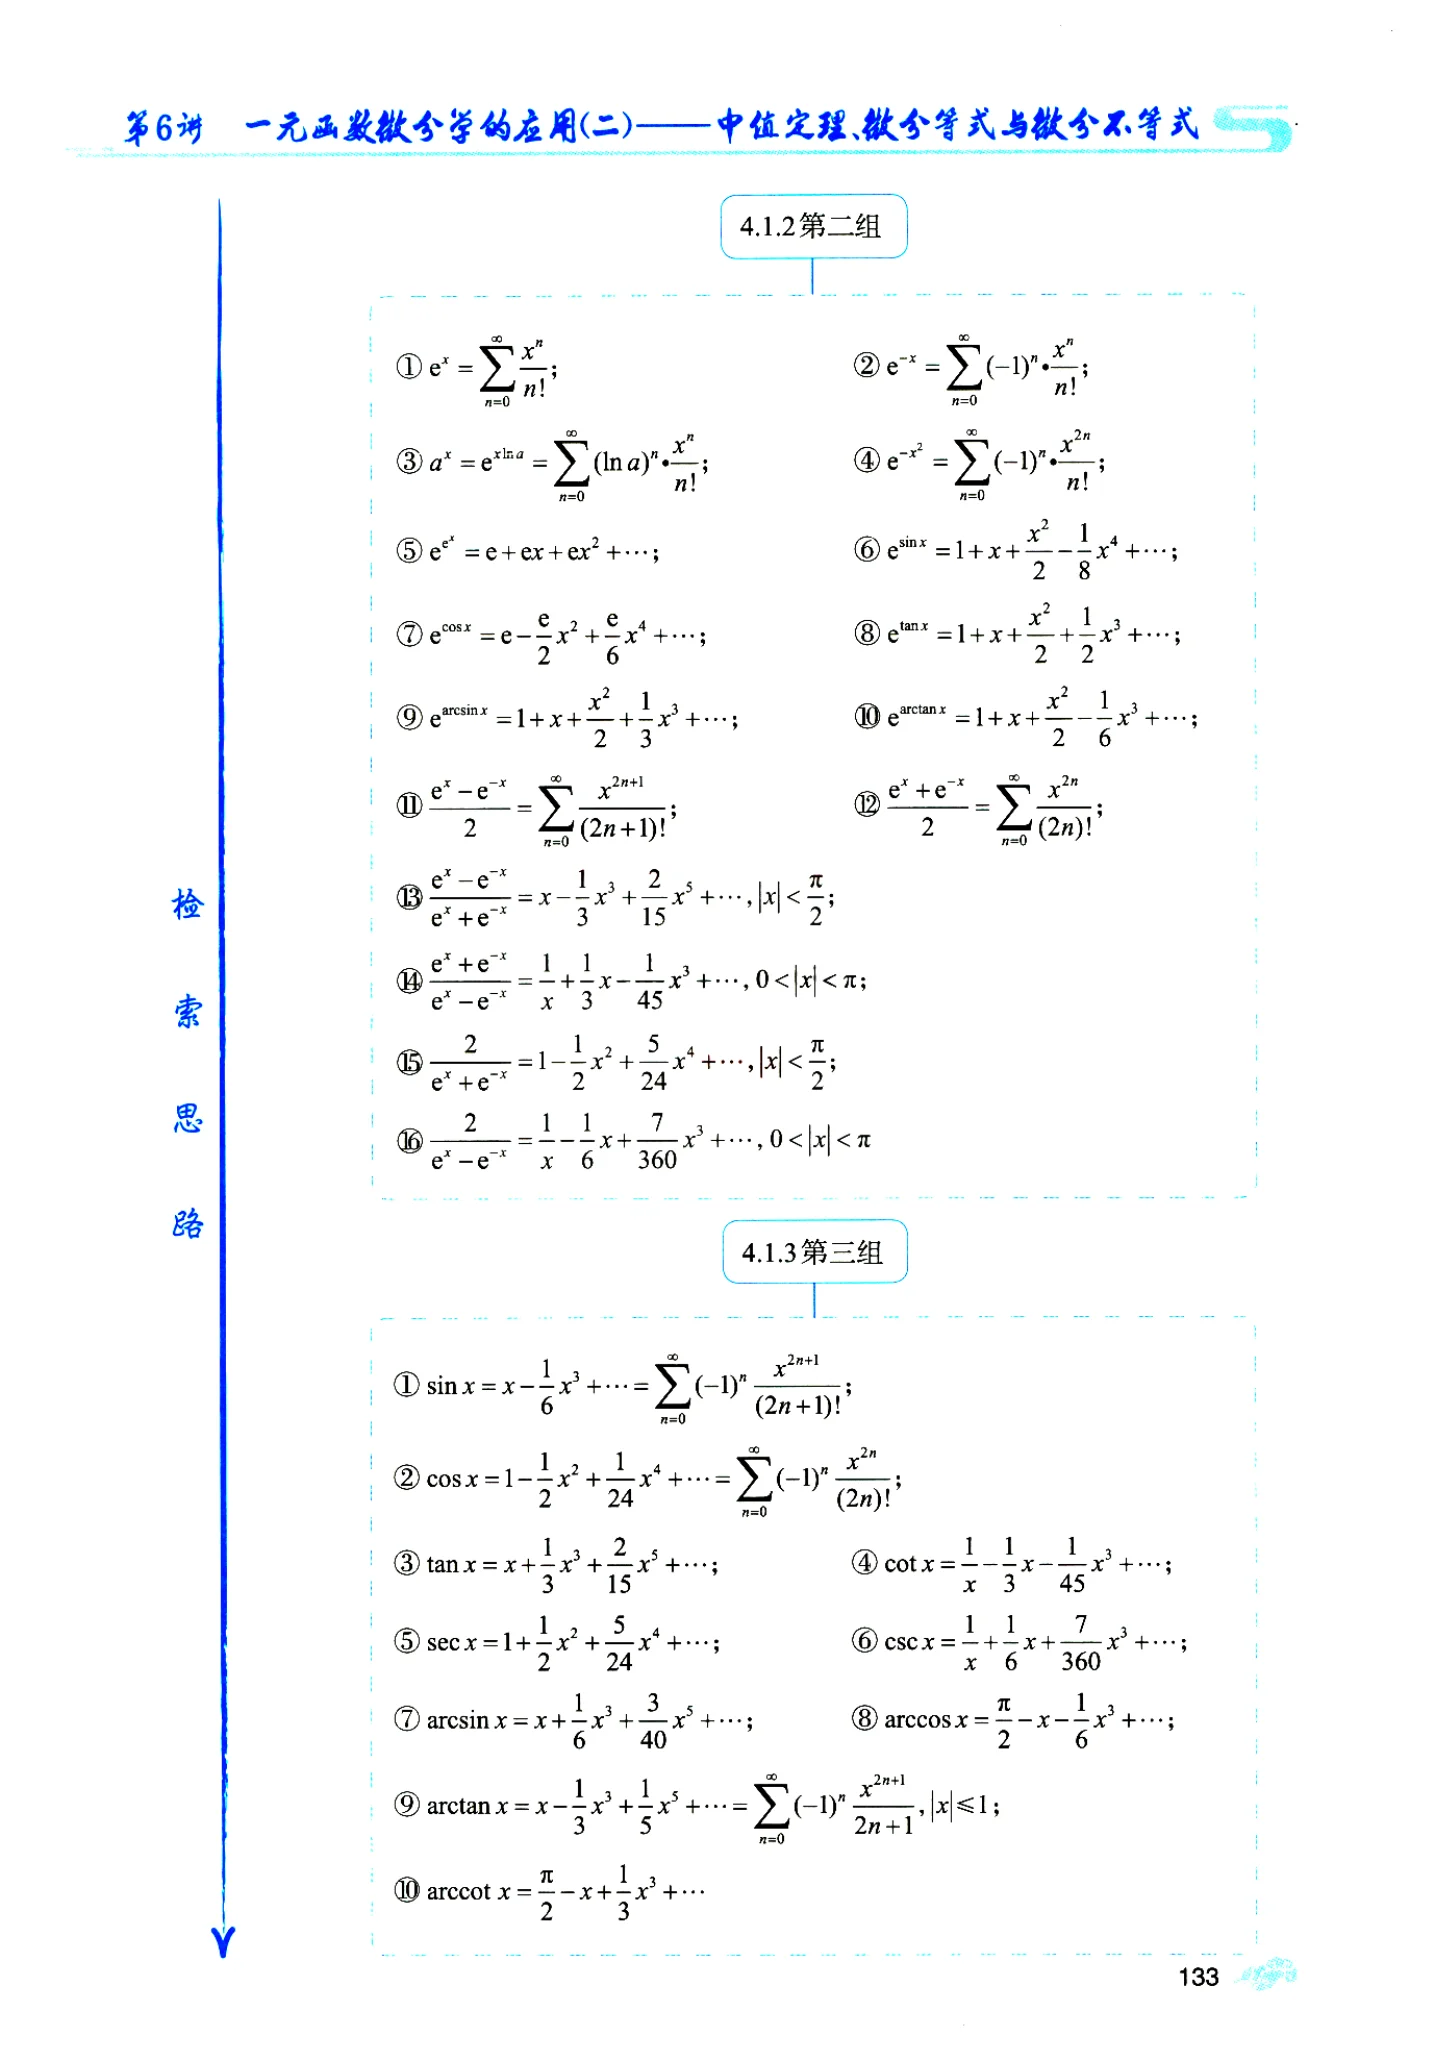 第6讲 一元函数微分学的应用(二)——中值定理、微分等式与微分不等式
4.1.2第二组
① e^x = \sum_{n=0}^{\infty} \frac{x^n}{n!};
② e^{-x} = \sum_{n=0}^{\infty} (-1)^n \cdot \frac{x^n}{n!};
③ a^x = e^{x\ln a} = \sum_{n=0}^{\infty} (\ln a)^n \cdot \frac{x^n}{n!};
④ e^{-x^2} = \sum_{n=0}^{\infty} (-1)^n \cdot \frac{x^{2n}}{n!};
⑤ e^{e^x} = e + ex + ex^2 + \cdots;
⑥ e^{\sin x} = 1 + x + \frac{x^2}{2} - \frac{1}{8}x^4 + \cdots;
⑦ e^{\cos x} = e - \frac{e}{2}x^2 + \frac{e}{6}x^4 + \cdots;
⑧ e^{\tan x} = 1 + x + \frac{x^2}{2} + \frac{1}{2}x^3 + \cdots;
⑨ e^{\arcsin x} = 1 + x + \frac{x^2}{2} + \frac{1}{3}x^3 + \cdots;
⑩ e^{\arctan x} = 1 + x + \frac{x^2}{2} - \frac{1}{6}x^3 + \cdots;
⑪ \frac{e^x - e^{-x}}{2} = \sum_{n=0}^{\infty} \frac{x^{2n+1}}{(2n+1)!};
⑫ \frac{e^x + e^{-x}}{2} = \sum_{n=0}^{\infty} \frac{x^{2n}}{(2n)!};
⑬ \frac{e^x - e^{-x}}{e^x + e^{-x}} = x - \frac{1}{3}x^3 + \frac{2}{15}x^5 + \cdots, |x| < \frac{π}{2};
⑭ \frac{e^x + e^{-x}}{e^x - e^{-x}} = \frac{1}{x} + \frac{1}{3}x - \frac{1}{45}x^3 + \cdots, 0 < |x| < π;
⑮ \frac{2}{e^x + e^{-x}} = 1 - \frac{1}{2}x^2 + \frac{5}{24}x^4 + \cdots, |x| < \frac{π}{2};
⑯ \frac{2}{e^x - e^{-x}} = \frac{1}{x} - \frac{1}{6}x + \frac{7}{360}x^3 + \cdots, 0 < |x| < π
检索思路
4.1.3第三组
① \sin x = x - \frac{1}{6}x^3 + \cdots = \sum_{n=0}^{\infty} (-1)^n \frac{x^{2n+1}}{(2n+1)!};
② \cos x = 1 - \frac{1}{2}x^2 + \frac{1}{24}x^4 + \cdots = \sum_{n=0}^{\infty} (-1)^n \frac{x^{2n}}{(2n)!};
③ \tan x = x + \frac{1}{3}x^3 + \frac{2}{15}x^5 + \cdots;
④ \cot x = \frac{1}{x} - \frac{1}{3}x - \frac{1}{45}x^3 + \cdots;
⑤ \sec x = 1 + \frac{1}{2}x^2 + \frac{5}{24}x^4 + \cdots;
⑥ \csc x = \frac{1}{x} + \frac{1}{6}x + \frac{7}{360}x^3 + \cdots;
⑦ \arcsin x = x + \frac{1}{6}x^3 + \frac{3}{40}x^5 + \cdots;
⑧ \arccos x = \frac{π}{2} - x - \frac{1}{6}x^3 + \cdots;
⑨ \arctan x = x - \frac{1}{3}x^3 + \frac{1}{5}x^5 + \cdots = \sum_{n=0}^{\infty} (-1)^n \frac{x^{2n+1}}{2n+1}, |x| ≤ 1;
⑩ arccot x = \frac{π}{2} - x + \frac{1}{3}x^3 + \cdots
133